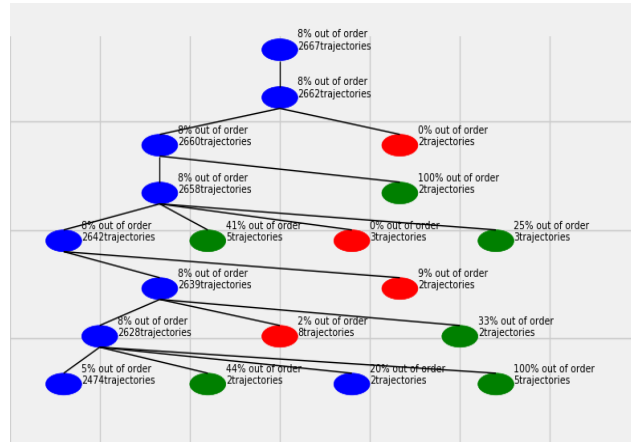 8% out of order
2667trajectories
8% out of order
2662trajectories
8% out of order
2660trajectories
0% out of order
2trajectories
8% out of order
2658trajectories
100% out of order
2trajectories
8% out of order
2642trajectories
41% out of order
5trajectories
0% out of order
3trajectories
25% out of order
3trajectories
8% out of order
2639trajectories
9% out of order
2trajectories
8% out of order
2628trajectories
2% out of order
8trajectories
33% out of order
2trajectories
5% out of order
2474trajectories
44% out of order
2trajectories
20% out of order
2trajectories
100% out of order
5trajectories